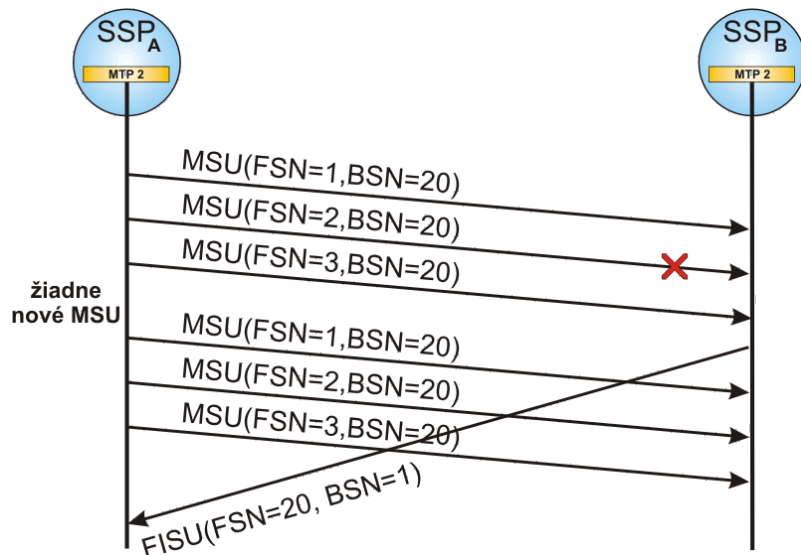 SSP A
MTP 2
SSP B
MTP 2
MSU(FSN=1,BSN=20)
MSU(FSN=2,BSN=20)
MSU(FSN=3,BSN=20)
žiadne
nové MSU
MSU(FSN=1,BSN=20)
MSU(FSN=2,BSN=20)
MSU(FSN=3,BSN=20)
FISU(FSN=20, BSN=1)